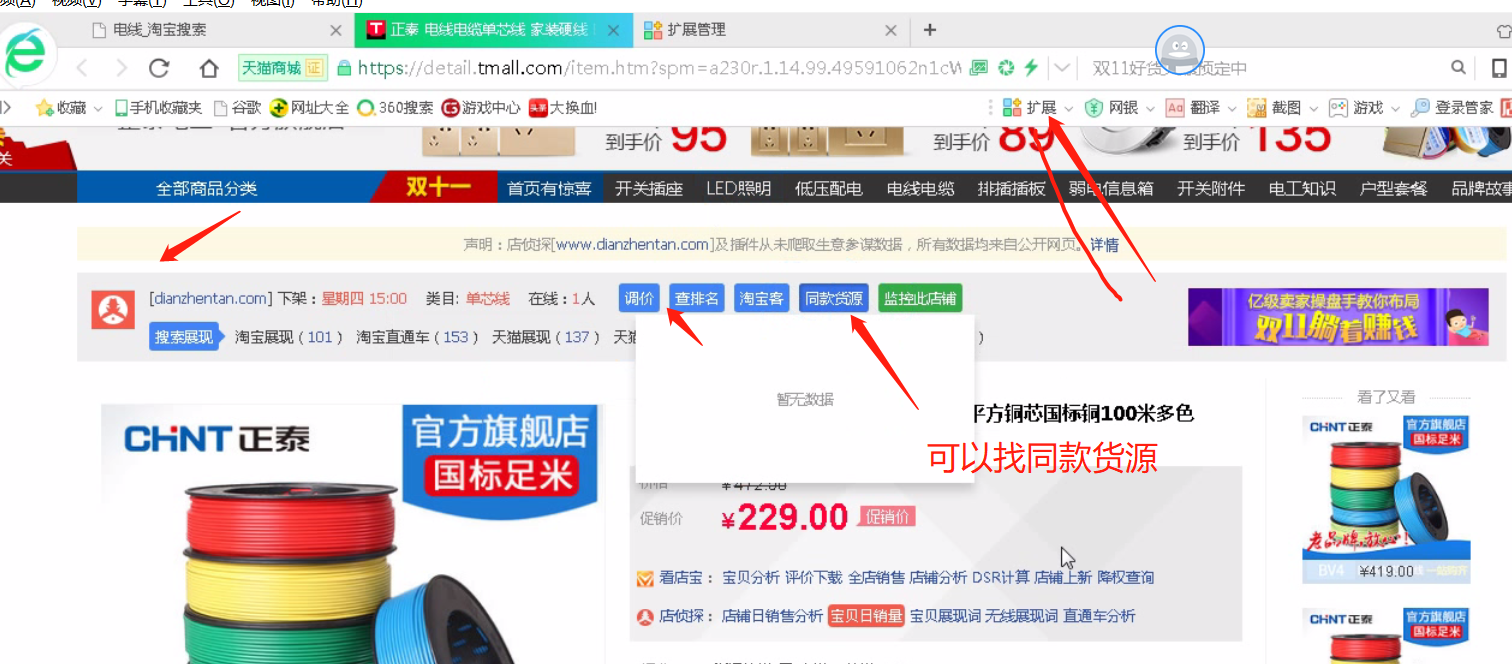 频(A) 视频(V) 字幕(T) 工具(O) 视图(I) 帮助(H)
电线_淘宝搜索
正泰 电线电缆单芯线 家装硬线
扩展管理
天猫商城 证
https://detail.tmall.com/item.htm?spm=a230r.1.14.99.49591062n1cW
双11好货 预定中
收藏 手机收藏夹 谷歌 网址大全 360搜索 游戏中心 大换血!
扩展 网银 翻译 截图 游戏 登录管家
关
到手价 95
到手价 89
到手价 135
全部商品分类 双十一 首页有惊喜 开关插座 LED照明 低压配电 电线电缆 排插插板 弱电信息箱 开关附件 电工知识 户型套餐 品牌故事
声明：店侦探[www.dianzhentan.com]及插件从未爬取生意参谋数据，所有数据均来自公开网页。详情
[dianzhentan.com] 下架：星期四 15:00 类目: 单芯线 在线：1人 调价 查排名 淘宝客 同款货源 监控此店铺
搜索展现 淘宝展现（101） 淘宝直通车（153） 天猫展现（137） 天猫
）
亿级卖家操盘手教你布局
双11躺着赚钱
暂无数据
看了又看
平方铜芯国标铜100米多色
可以找同款货源
CHNT 正泰
官方旗舰店
国标足米
¥472.00
促销价 ¥229.00 促销价
看店宝： 宝贝分析 评价下载 全店销售 店铺分析 DSR计算 店铺上新 降权查询
店侦探： 店铺日销售分析 宝贝日销量 宝贝展现词 无线展现词 直通车分析
CHNT 正泰
官方旗舰店
国标足米
老品牌,放心!
BV4 ¥419.00
CHNT 正泰
官方旗舰店
国标足米